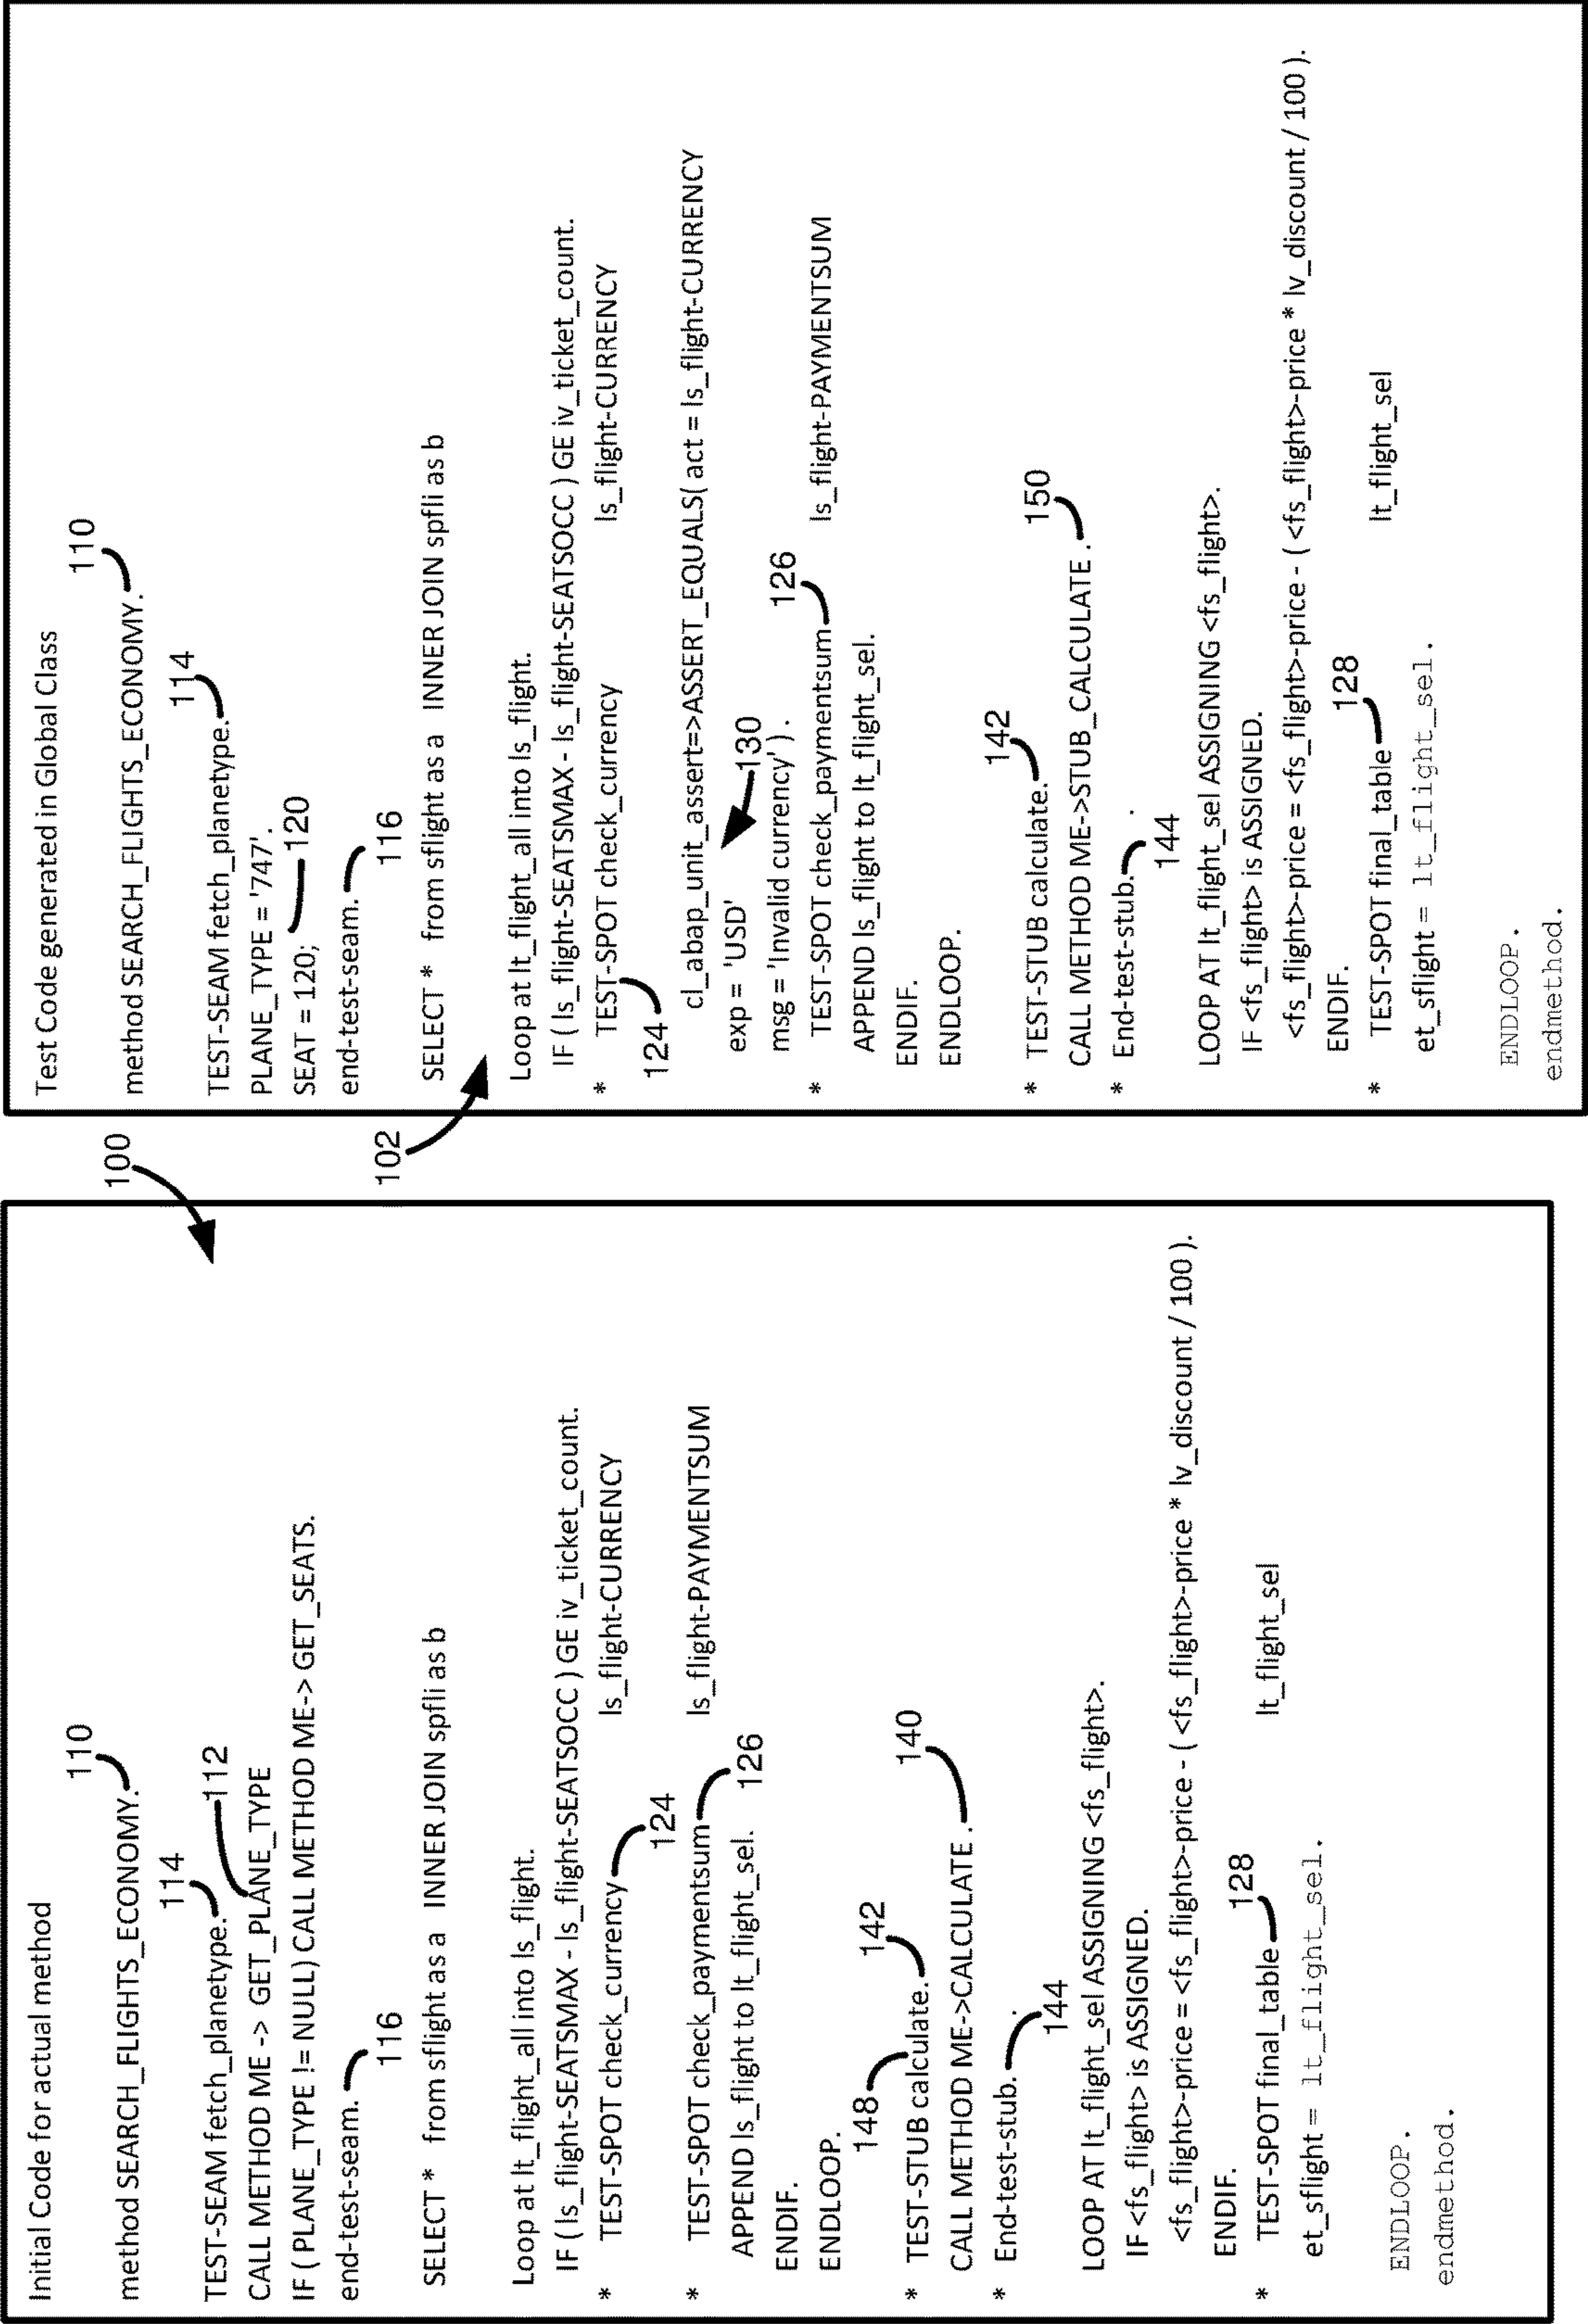 Initial Code for actual method
100
110
method SEARCH_FLIGHTS_ECONOMY.
114
TEST-SEAM fetch_planetype.
112
CALL METHOD ME -> GET_PLANE_TYPE
IF ( PLANE_TYPE != NULL) CALL METHOD ME-> GET_SEATS.
end-test-seam.
116
SELECT * from sflight as a INNER JOIN spfli as b
Loop at lt_flight_all into ls_flight.
IF ( ls_flight-SEATSMAX - ls_flight-SEATSOCC ) GE iv_ticket_count.
* TEST-SPOT check_currency ls_flight-CURRENCY
124
* TEST-SPOT check_paymentsum ls_flight-PAYMENTSUM
126
APPEND ls_flight to lt_flight_sel.
ENDIF.
ENDLOOP.
148
142
140
* TEST-STUB calculate.
CALL METHOD ME->CALCULATE .
* End-test-stub. .
144
LOOP AT lt_flight_sel ASSIGNING <fs_flight>.
IF <fs_flight> is ASSIGNED.
<fs_flight>-price = <fs_flight>-price - ( <fs_flight>-price * lv_discount / 100 ).
ENDIF.
128
* TEST-SPOT final_table lt_flight_sel
et_sflight = lt_flight_sel.
ENDLOOP.
endmethod.
Test Code generated in Global Class
110
method SEARCH_FLIGHTS_ECONOMY.
114
TEST-SEAM fetch_planetype.
PLANE_TYPE = '747'.
SEAT = 120;
120
end-test-seam.
116
102
SELECT * from sflight as a INNER JOIN spfli as b
Loop at lt_flight_all into ls_flight.
IF ( ls_flight-SEATSMAX - ls_flight-SEATSOCC ) GE iv_ticket_count.
* TEST-SPOT check_currency ls_flight-CURRENCY
124
cl_abap_unit_assert=>ASSERT_EQUALS( act = ls_flight-CURRENCY
exp = 'USD'
130
msg = 'Invalid currency' ) .
126
* TEST-SPOT check_paymentsum ls_flight-PAYMENTSUM
APPEND ls_flight to lt_flight_sel.
ENDIF.
ENDLOOP.
142
150
* TEST-STUB calculate.
CALL METHOD ME->STUB_CALCULATE .
* End-test-stub. .
144
LOOP AT lt_flight_sel ASSIGNING <fs_flight>.
IF <fs_flight> is ASSIGNED.
<fs_flight>-price = <fs_flight>-price - ( <fs_flight>-price * lv_discount / 100 ).
ENDIF.
128
* TEST-SPOT final_table lt_flight_sel
et_sflight = lt_flight_sel.
ENDLOOP.
endmethod.